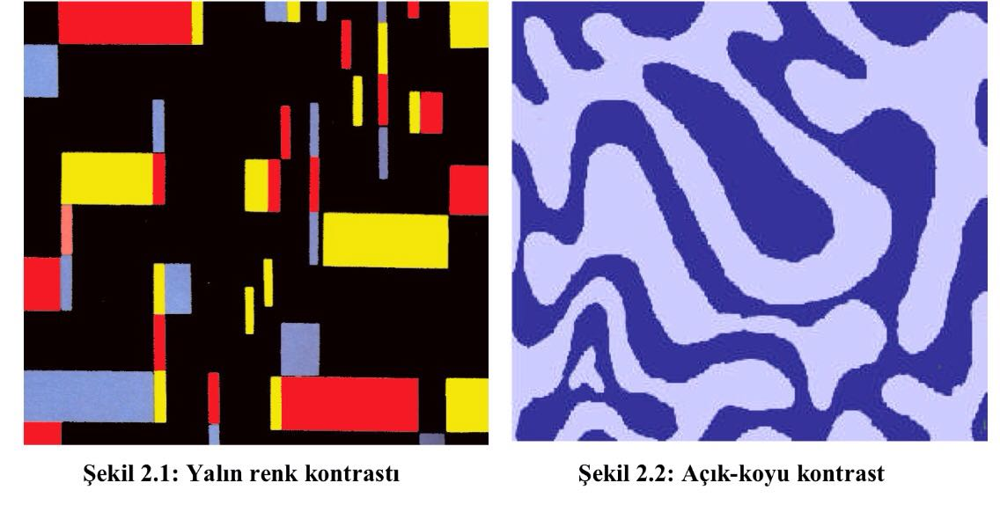 Şekil 2.1: Yalın renk kontrastı
Şekil 2.2: Açık-koyu kontrast